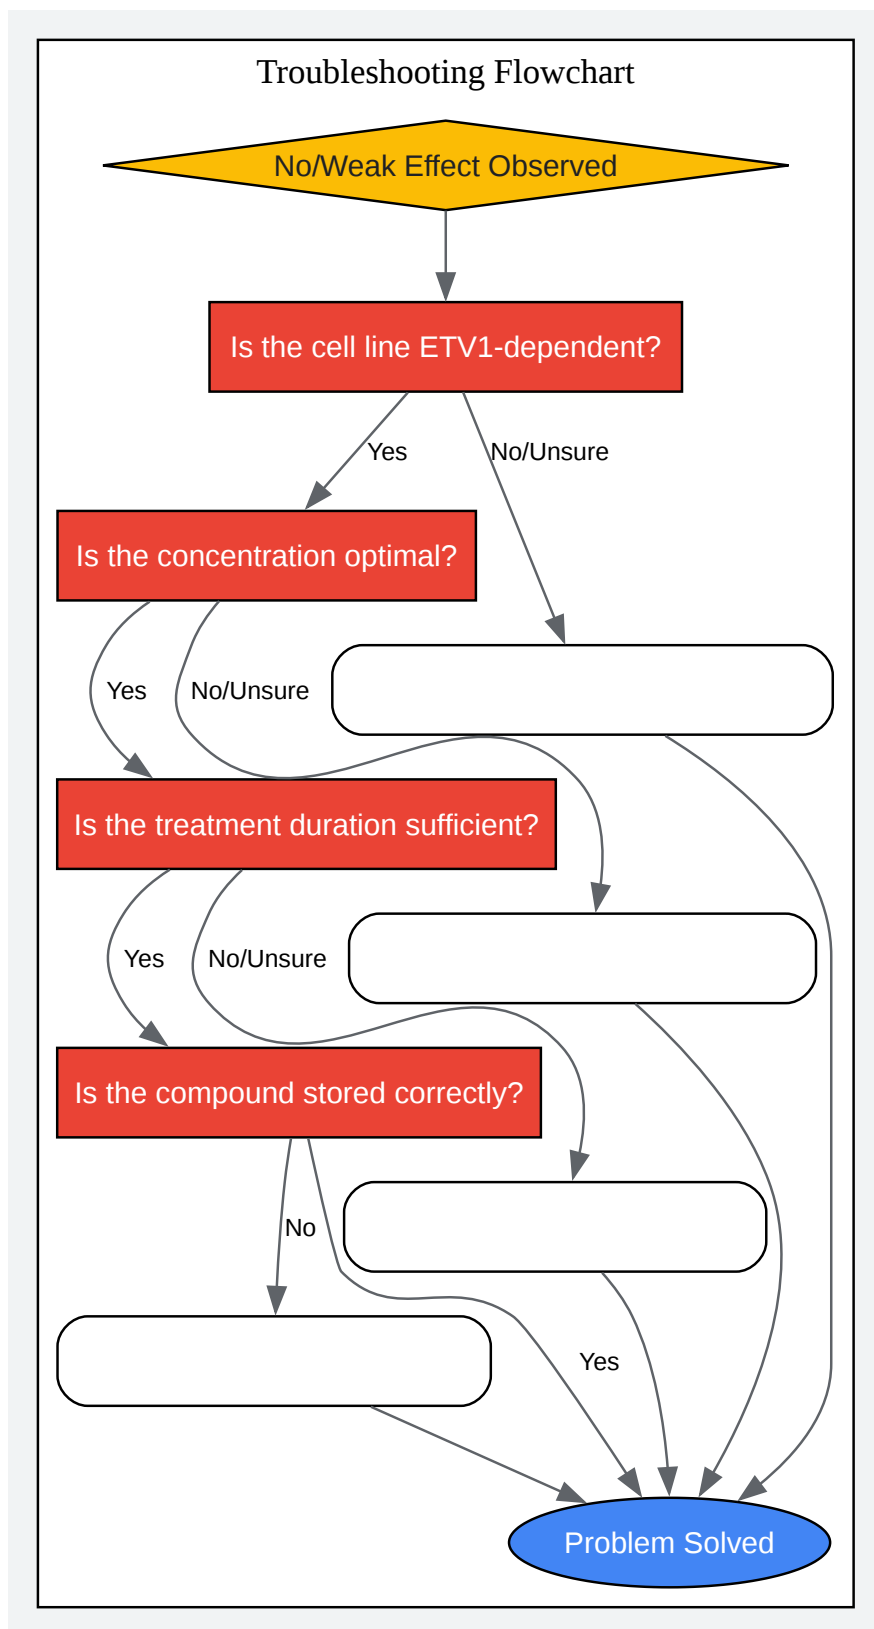 Troubleshooting Flowchart
No/Weak Effect Observed
Is the cell line ETV1-dependent?
Yes
No/Unsure
Is the concentration optimal?
Yes
No/Unsure
Is the treatment duration sufficient?
Yes
No/Unsure
Is the compound stored correctly?
No
Yes
Problem Solved